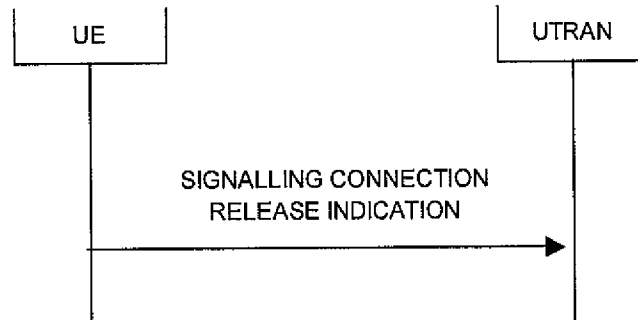 UE
UTRAN
SIGNALLING CONNECTION
RELEASE INDICATION